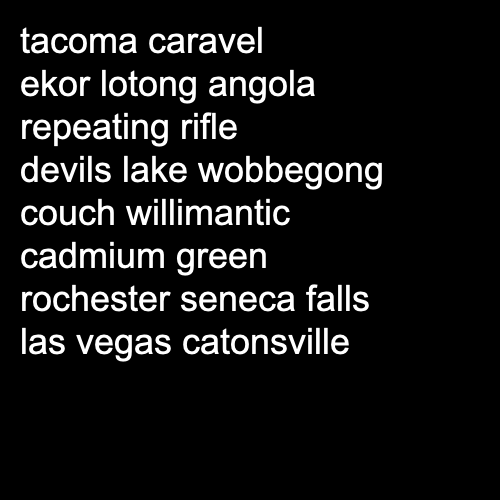 tacoma caravel
ekor lotong angola
repeating rifle
devils lake wobbegong
couch willimantic
cadmium green
rochester seneca falls
las vegas catonsville